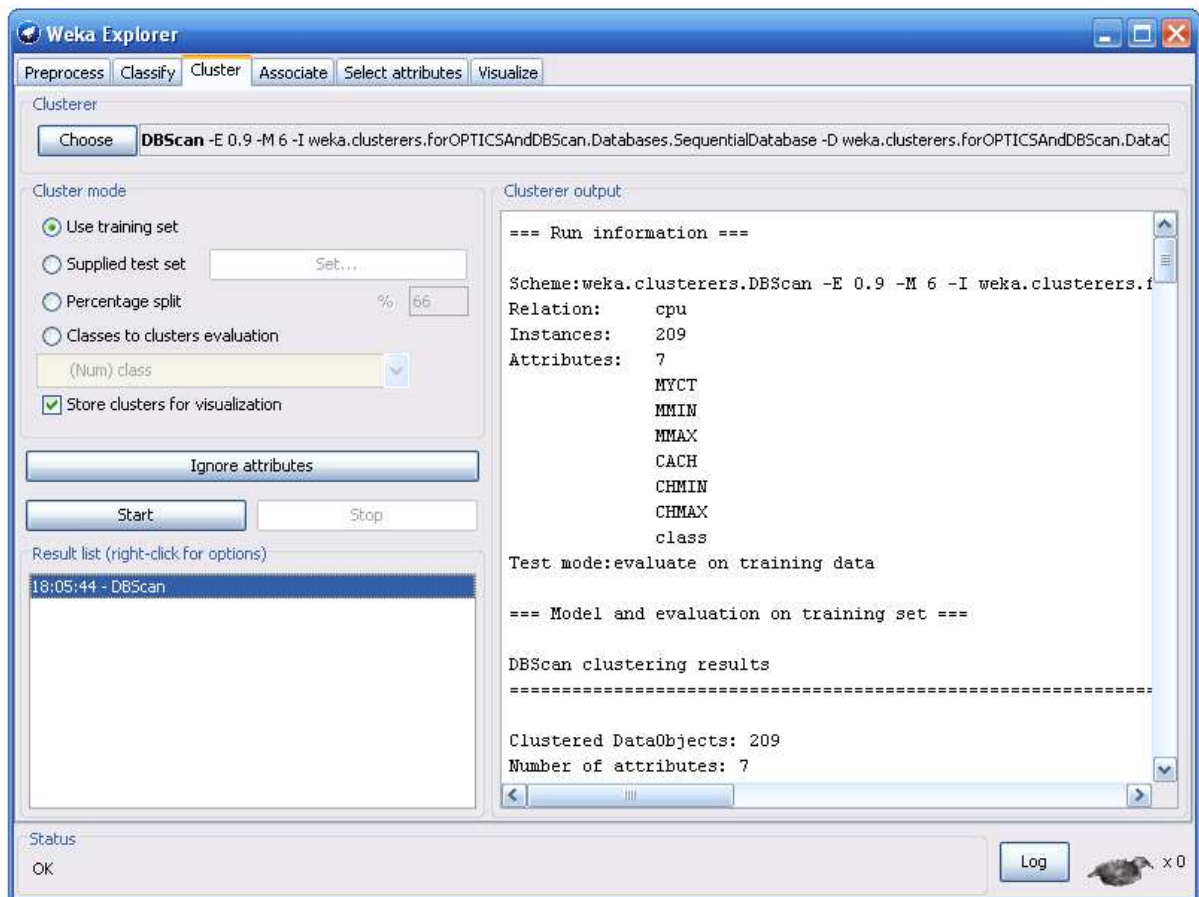 Weka Explorer
Preprocess Classify Cluster Associate Select attributes Visualize
Clusterer
Choose DBScan -E 0.9 -M 6 -I weka.clusterers.forOPTICSAndDBScan.Databases.SequentialDatabase -D weka.clusterers.forOPTICSAndDBScan.DataO
Cluster mode
Use training set
Supplied test set Set...
Percentage split % 66
Classes to clusters evaluation
(Num) class
Store clusters for visualization
Ignore attributes
Start Stop
Result list (right-click for options)
18:05:44 - DBScan
Clusterer output
=== Run information ===
Scheme:weka.clusterers.DBScan -E 0.9 -M 6 -I weka.clusterers.f
Relation: cpu
Instances: 209
Attributes: 7
MYCT
MMIN
MMAX
CACH
CHMIN
CHMAX
class
Test mode:evaluate on training data
=== Model and evaluation on training set ===
DBScan clustering results
==============================================================
Clustered DataObjects: 209
Number of attributes: 7
Status
OK
Log x 0